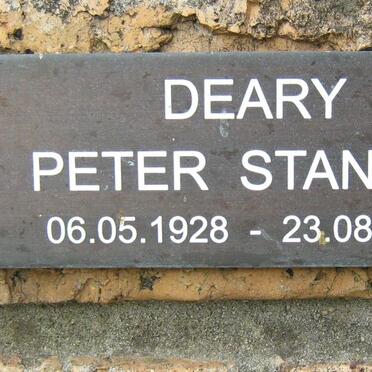 DEARY
PETER STAN
06.05.1928 - 23.08